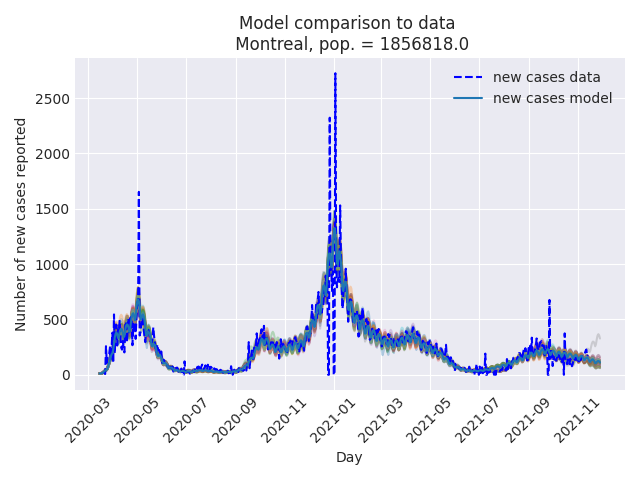 Model comparison to data
Montreal, pop. = 1856818.0
new cases data
new cases model
Number of new cases reported
2500
2000
1500
1000
500
0
2020-03
2020-05
2020-07
2020-09
2020-11
2021-01
2021-03
2021-05
2021-07
2021-09
2021-11
Day